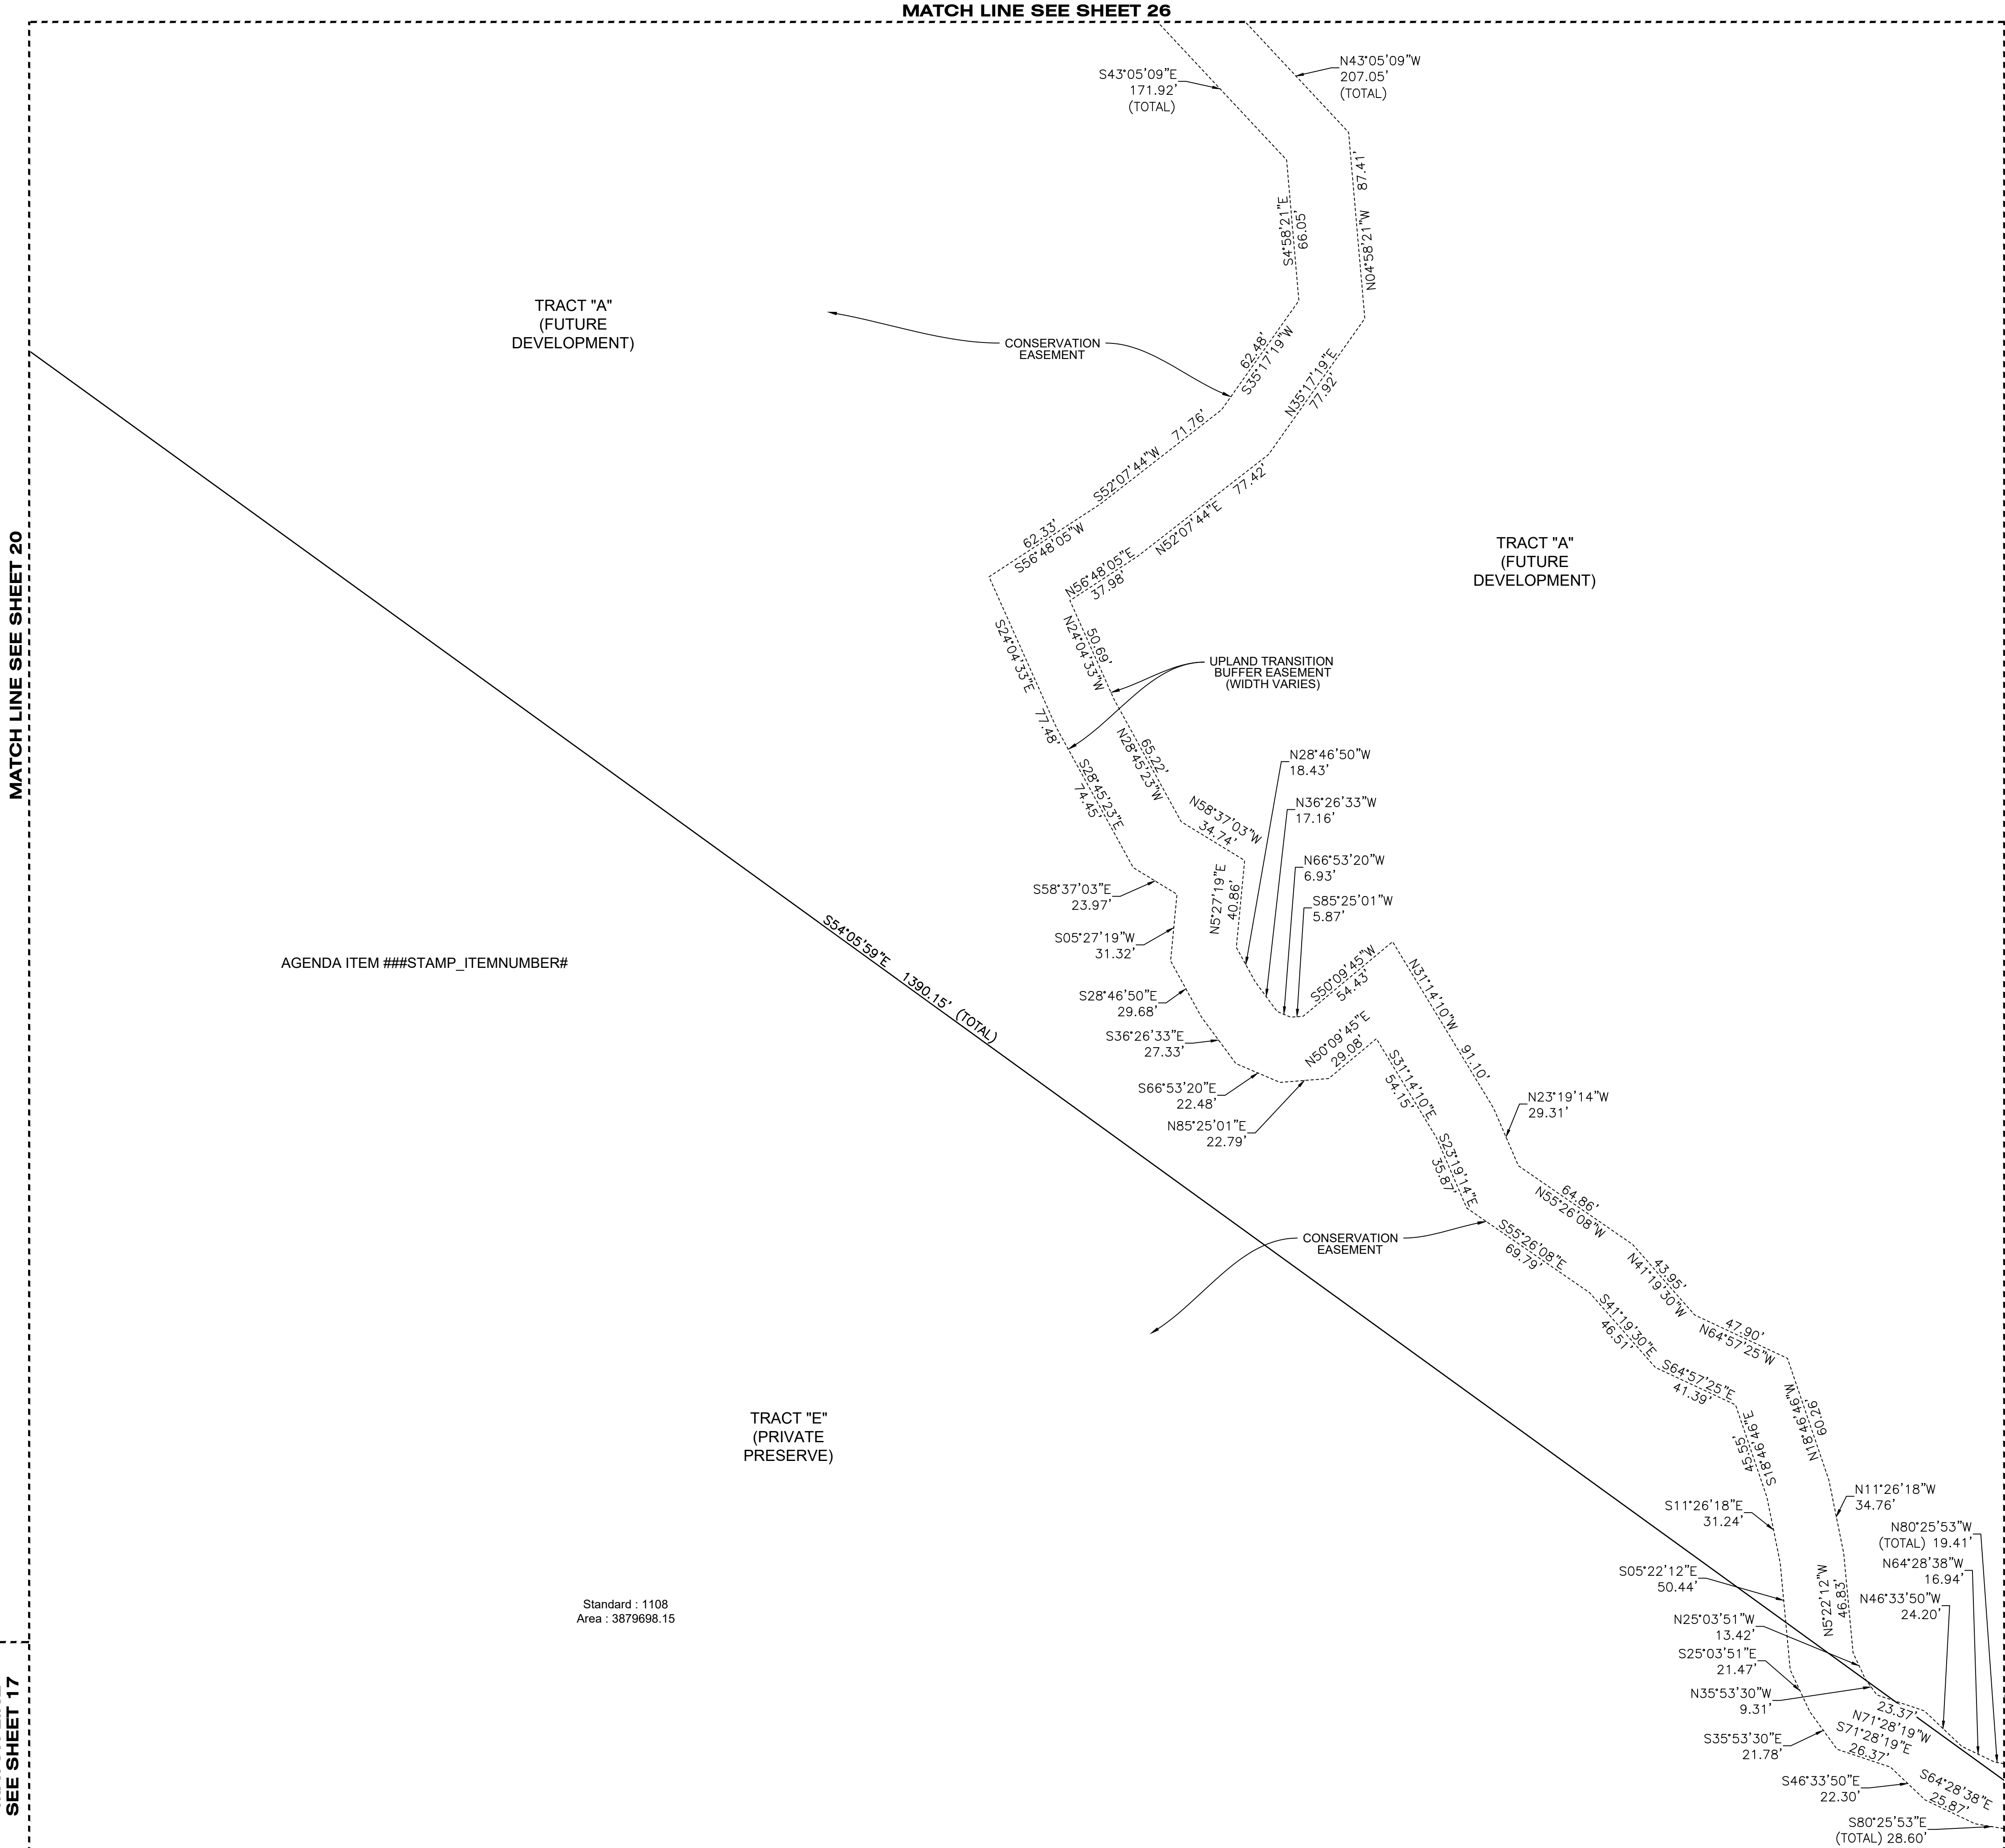 MATCH LINE SEE SHEET 26
S43°05'09"E
171.92'
(TOTAL)
N43°05'09"W
207.05'
(TOTAL)
87.41'
N04°58'21"W
S4°58'21"E
66.05'
TRACT "A"
(FUTURE
DEVELOPMENT)
CONSERVATION
EASEMENT
62.48'
S35°17'19"W
N35°17'19"E
77.92'
71.76'
S52°07'44"W
77.42'
N52°07'44"E
62.33'
S56°48'05"W
N56°48'05"E
37.98'
TRACT "A"
(FUTURE
DEVELOPMENT)
MATCH LINE SEE SHEET 20
S24°04'33"E
77.48'
50.69'
N24°04'33"W
UPLAND TRANSITION
BUFFER EASEMENT
(WIDTH VARIES)
65.22'
N28°45'23"W
S28°45'23"E
74.45'
N28°46'50"W
18.43'
N58°37'03"W
34.74'
N36°26'33"W
17.16'
N66°53'20"W
6.93'
S58°37'03"E
23.97'
N5°27'19"E
40.86'
S85°25'01"W
5.87'
S05°27'19"W
31.32'
S54°05'59"E 1390.15' (TOTAL)
AGENDA ITEM ###STAMP_ITEMNUMBER#
S50°09'45"W
54.43'
N31°14'10"W
91.10'
S28°46'50"E
29.68'
S36°26'33"E
27.33'
N50°09'45"E
29.08'
S66°53'20"E
22.48'
S31°14'10"E
54.15'
N23°19'14"W
29.31'
N85°25'01"E
22.79'
S23°19'14"E
35.87'
64.86'
N55°26'08"W
CONSERVATION
EASEMENT
S55°26'08"E
69.79'
43.95'
N41°19'30"W
S41°19'30"E
46.51'
47.90'
N64°57'25"W
S64°57'25"E
41.39'
N18°46'46"W
60.26'
S18°46'46"E
45.55'
TRACT "E"
(PRIVATE
PRESERVE)
N11°26'18"W
34.76'
S11°26'18"E
31.24'
N80°25'53"W
(TOTAL) 19.41'
N64°28'38"W
16.94'
S05°22'12"E
50.44'
N5°22'12"W
46.83'
N46°33'50"W
24.20'
Standard : 1108
Area : 3879698.15
N25°03'51"W
13.42'
S25°03'51"E
21.47'
N35°53'30"W
9.31'
23.37'
N71°28'19"W
S71°28'19"E
26.37'
S35°53'30"E
21.78'
S46°33'50"E
22.30'
S64°28'38"E
25.87'
S80°25'53"E
(TOTAL) 28.60'
SEE SHEET 17